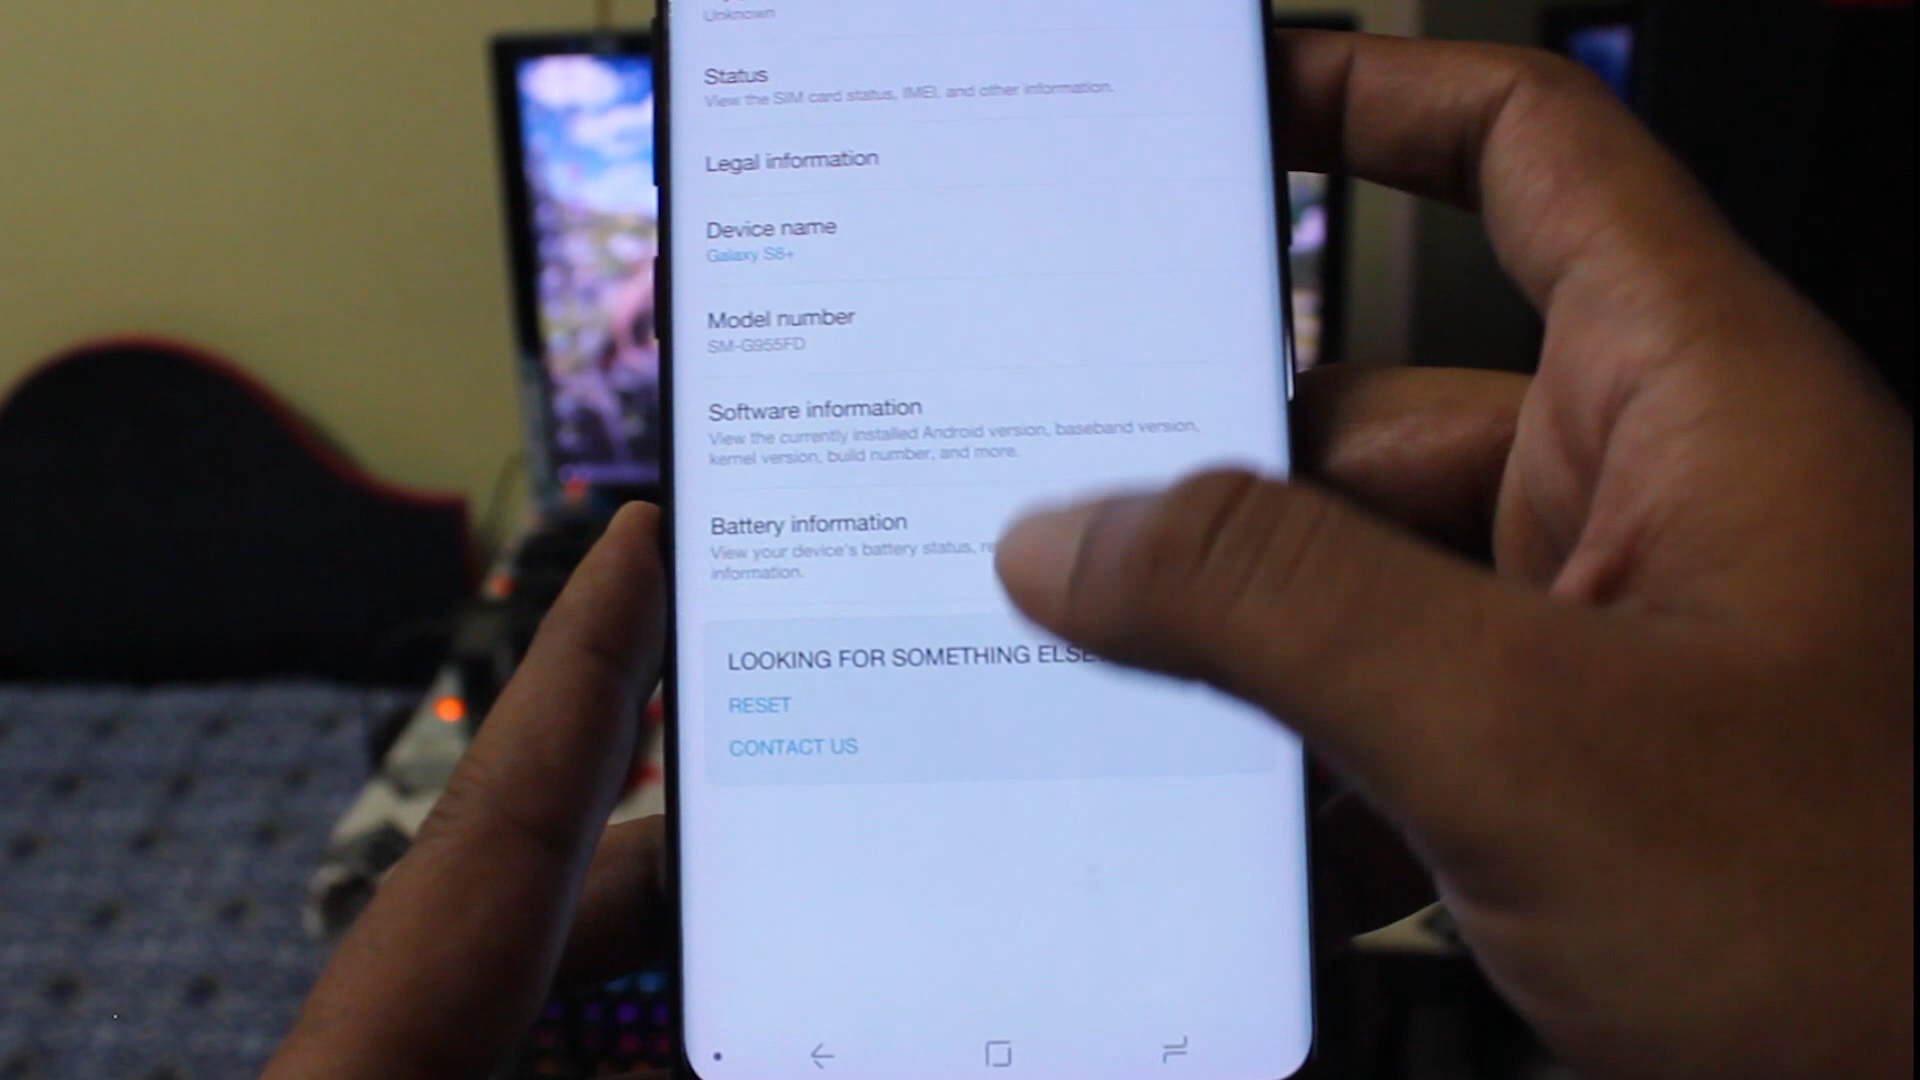 Unknown
Status
View the SIM card status, IMEI, and other information.
Legal information
Device name
Galaxy S8+
Model number
SM-G955FD
Software information
View the currently installed Android version, baseband version,
kernel version, build number, and more.
Battery information
View your device's battery status,
information.
LOOKING FOR SOMETHING ELSE
RESET
CONTACT US